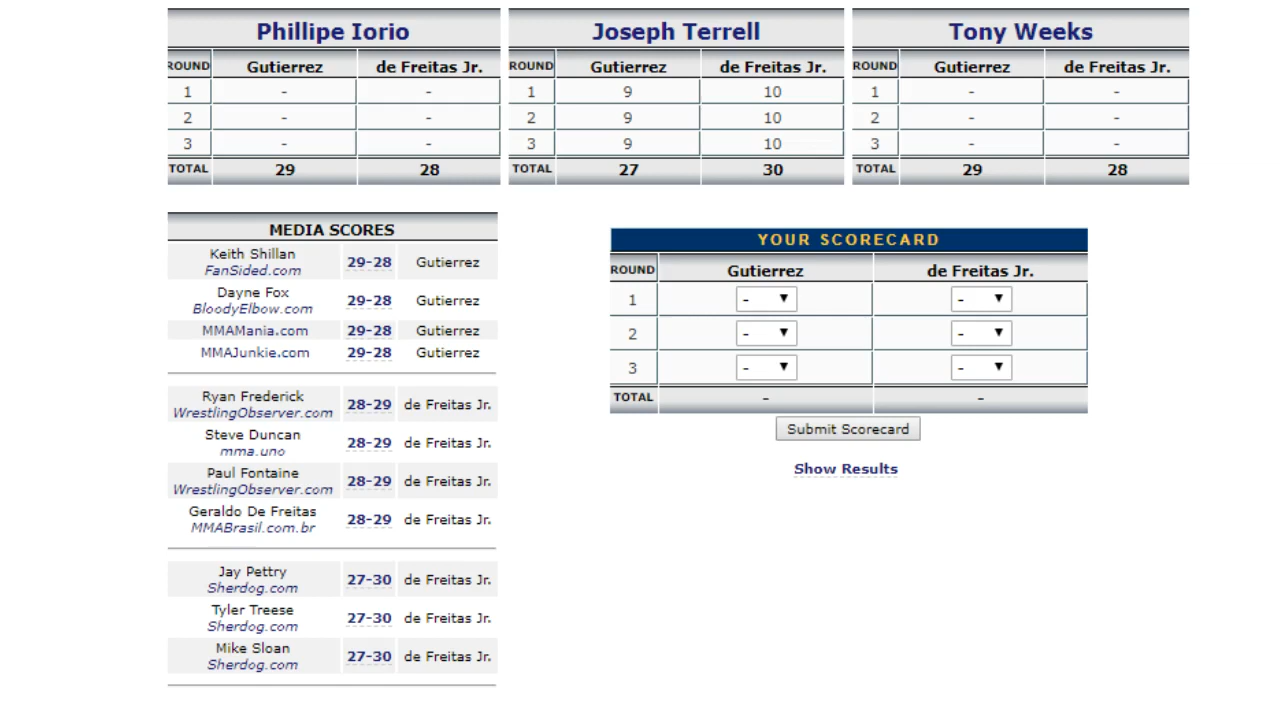 Phillipe Iorio Joseph Terrell Tony Weeks
ROUND Gutierrez de Freitas Jr. ROUND Gutierrez de Freitas Jr. ROUND Gutierrez de Freitas Jr.
1 - - 1 9 10 1 - -
2 - - 2 9 10 2 - -
3 - - 3 9 10 3 - -
TOTAL 29 28 TOTAL 27 30 TOTAL 29 28
MEDIA SCORES
Keith Shillan
FanSided.com 29-28 Gutierrez
Dayne Fox
BloodyElbow.com 29-28 Gutierrez
MMAMania.com 29-28 Gutierrez
MMAJunkie.com 29-28 Gutierrez
Ryan Frederick
WrestlingObserver.com 28-29 de Freitas Jr.
Steve Duncan
mma.uno 28-29 de Freitas Jr.
Paul Fontaine
WrestlingObserver.com 28-29 de Freitas Jr.
Geraldo De Freitas
MMABrasil.com.br 28-29 de Freitas Jr.
Jay Pettry
Sherdog.com 27-30 de Freitas Jr.
Tyler Treese
Sherdog.com 27-30 de Freitas Jr.
Mike Sloan
Sherdog.com 27-30 de Freitas Jr.
YOUR SCORECARD
ROUND Gutierrez de Freitas Jr.
1 - -
2 - -
3 - -
TOTAL - -
Submit Scorecard
Show Results